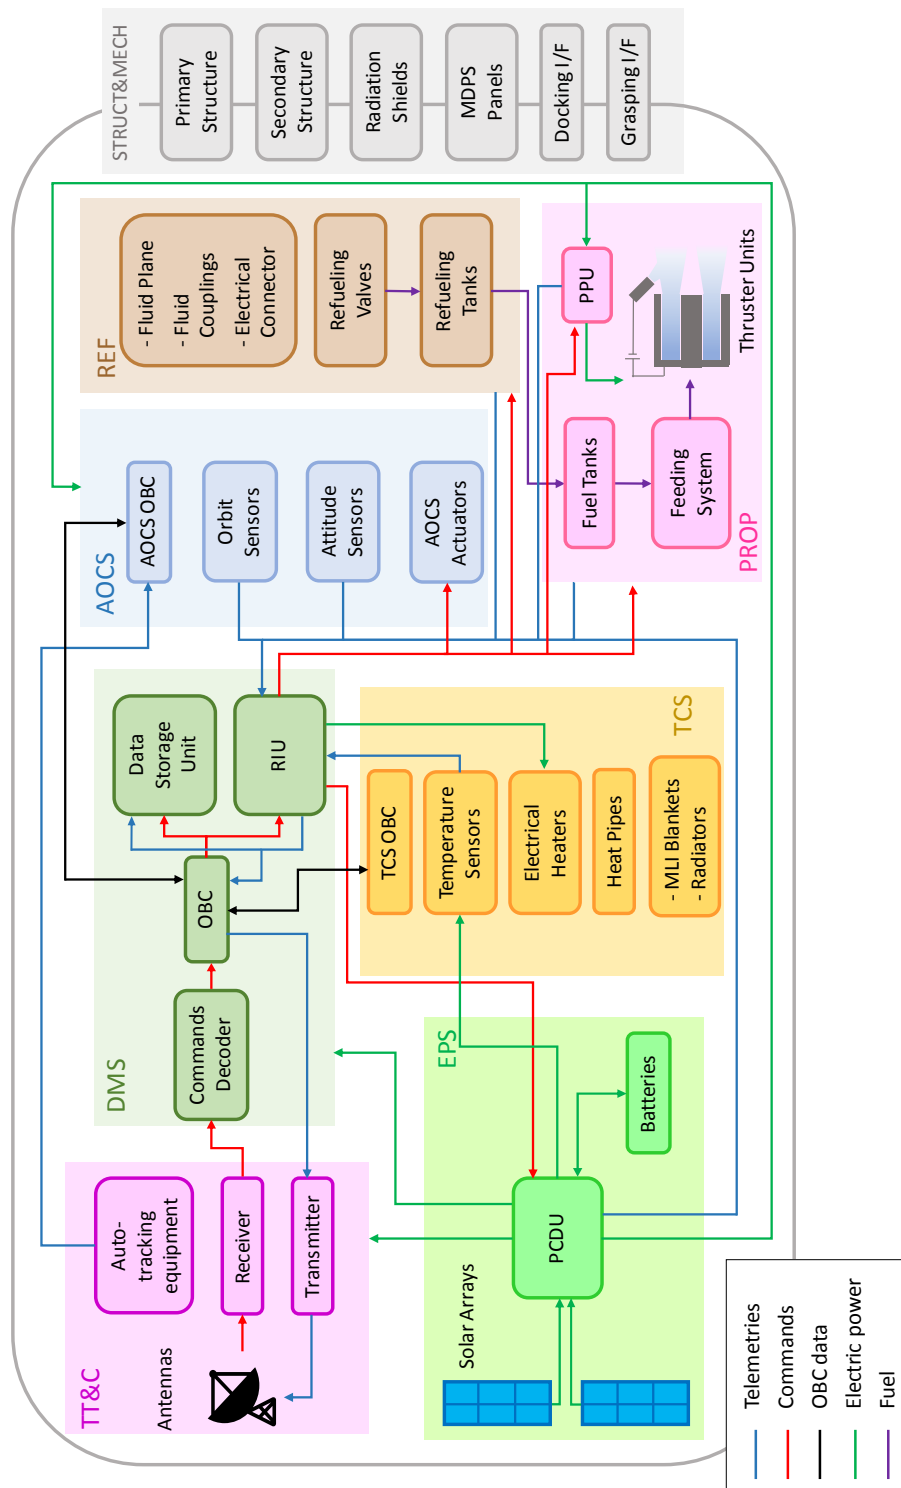 TT&C
Antennas
Auto-
tracking
equipment
Receiver
Transmitter
DMS
Commands
Decoder
OBC
Data
Storage
Unit
RIU
AOCS
AOCS OBC
Orbit
Sensors
Attitude
Sensors
AOCS
Actuators
REF
- Fluid Plane
- Fluid
Couplings
- Electrical
Connector
Refueling
Valves
Refueling
Tanks
STRUCT&MECH
Primary
Structure
Secondary
Structure
Radiation
Shields
MDPS
Panels
Docking I/F
Grasping I/F
EPS
Solar Arrays
PCDU
Batteries
TCS OBC
Temperature
Sensors
Electrical
Heaters
Heat Pipes
- MLI Blankets
- Radiators
TCS
PPU
Fuel Tanks
Feeding
System
Thruster Units
PROP
Telemetries
Commands
OBC data
Electric power
Fuel